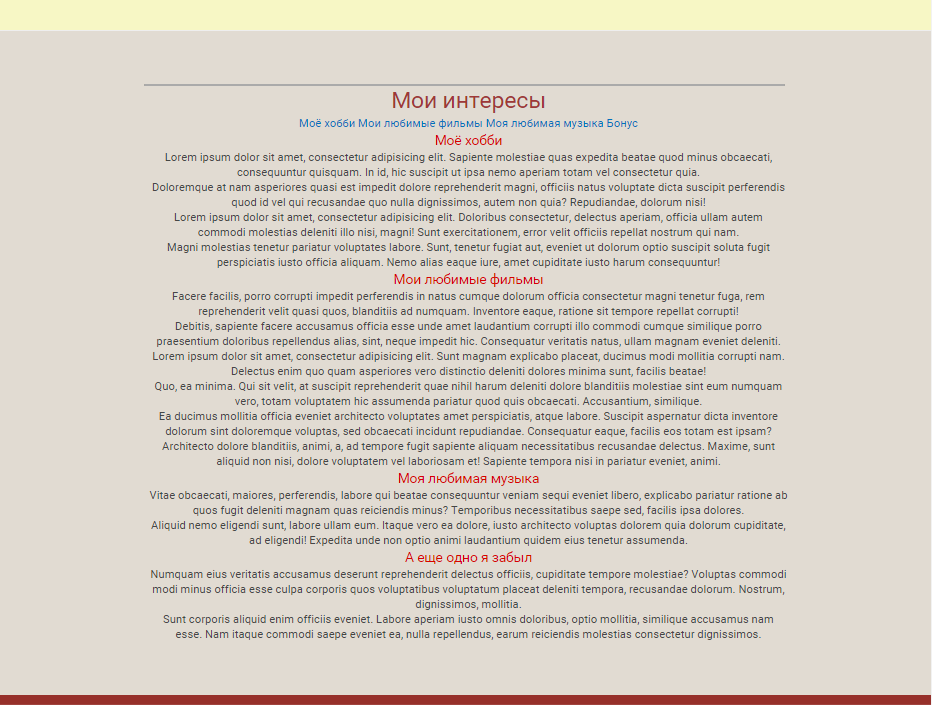 Мои интересы
Моё хобби Мои любимые фильмы Моя любимая музыка Бонус
Моё хобби
Lorem ipsum dolor sit amet, consectetur adipisicing elit. Sapiente molestiae quas expedita beatae quod minus obcaecati,
consequuntur quisquam. In id, hic suscipit ut ipsa nemo aperiam totam vel consectetur quia.
Doloremque at nam asperiores quasi est impedit dolore reprehenderit magni, officiis natus voluptate dicta suscipit perferendis
quod id vel qui recusandae quo nulla dignissimos, autem non quia? Repudiandae, dolorum nisi!
Lorem ipsum dolor sit amet, consectetur adipisicing elit. Doloribus consectetur, delectus aperiam, officia ullam autem
commodi molestias deleniti illo nisi, magni! Sunt exercitationem, error velit officiis repellat nostrum qui nam.
Magni molestias tenetur pariatur voluptates labore. Sunt, tenetur fugiat aut, eveniet ut dolorum optio suscipit soluta fugit
perspiciatis iusto officia aliquam. Nemo alias eaque iure, amet cupiditate iusto harum consequuntur!
Мои любимые фильмы
Facere facilis, porro corrupti impedit perferendis in natus cumque dolorum officia consectetur magni tenetur fuga, rem
reprehenderit velit quasi quos, blanditiis ad numquam. Inventore eaque, ratione sit tempore repellat corrupti!
Debitis, sapiente facere accusamus officia esse unde amet laudantium corrupti illo commodi cumque similique porro
praesentium doloribus repellendus alias, sint, neque impedit hic. Consequatur veritatis natus, ullam magnam eveniet deleniti.
Lorem ipsum dolor sit amet, consectetur adipisicing elit. Sunt magnam explicabo placeat, ducimus modi mollitia corrupti nam.
Delectus enim quo quam asperiores vero distinctio deleniti dolores minima sunt, facilis beatae!
Quo, ea minima. Qui sit velit, at suscipit reprehenderit quae nihil harum deleniti dolore blanditiis molestiae sint eum numquam
vero, totam voluptatem hic assumenda pariatur quod quis obcaecati. Accusantium, similique.
Ea ducimus mollitia officia eveniet architecto voluptates amet perspiciatis, atque labore. Suscipit aspernatur dicta inventore
dolorum sint doloremque voluptas, sed obcaecati incidunt repudiandae. Consequatur eaque, facilis eos totam est ipsam?
Architecto dolore blanditiis, animi, a, ad tempore fugit sapiente aliquam necessitatibus recusandae delectus. Maxime, sunt
aliquid non nisi, dolore voluptatem vel laboriosam et! Sapiente tempora nisi in pariatur eveniet, animi.
Моя любимая музыка
Vitae obcaecati, maiores, perferendis, labore qui beatae consequuntur veniam sequi eveniet libero, explicabo pariatur ratione ab
quos fugit deleniti magnam quas reiciendis minus? Temporibus necessitatibus saepe sed, facilis ipsa dolores.
Aliquid nemo eligendi sunt, labore ullam eum. Itaque vero ea dolore, iusto architecto voluptas dolorem quia dolorum cupiditate,
ad eligendi! Expedita unde non optio animi laudantium quidem eius tenetur assumenda.
А еще одно я забыл
Numquam eius veritatis accusamus deserunt reprehenderit delectus officiis, cupiditate tempore molestiae? Voluptas commodi
modi minus officia esse culpa corporis quos voluptatibus voluptatum placeat deleniti tempora, recusandae dolorum. Nostrum,
dignissimos, mollitia.
Sunt corporis aliquid enim officiis eveniet. Labore aperiam iusto omnis doloribus, optio mollitia, similique accusamus nam
esse. Nam itaque commodi saepe eveniet ea, nulla repellendus, earum reiciendis molestias consectetur dignissimos.